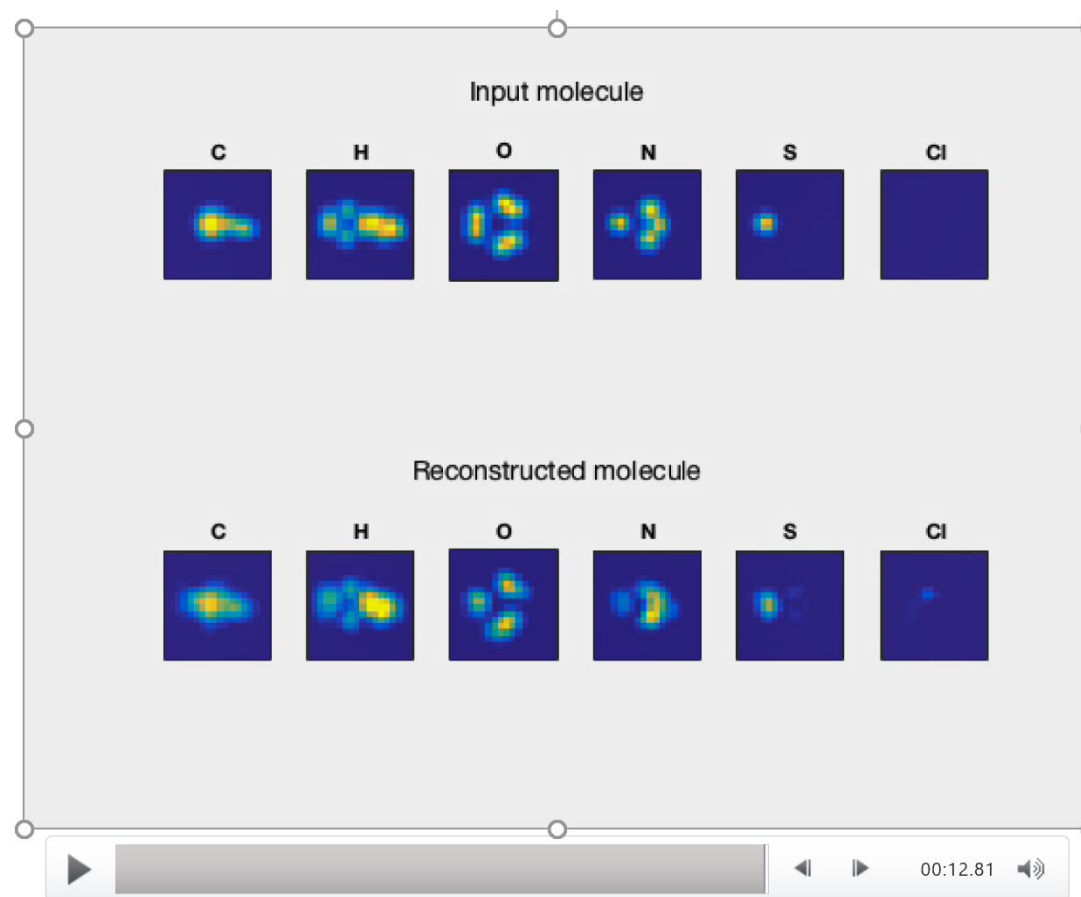 Input molecule
C H O N S Cl
Reconstructed molecule
C H O N S Cl
00:12.81